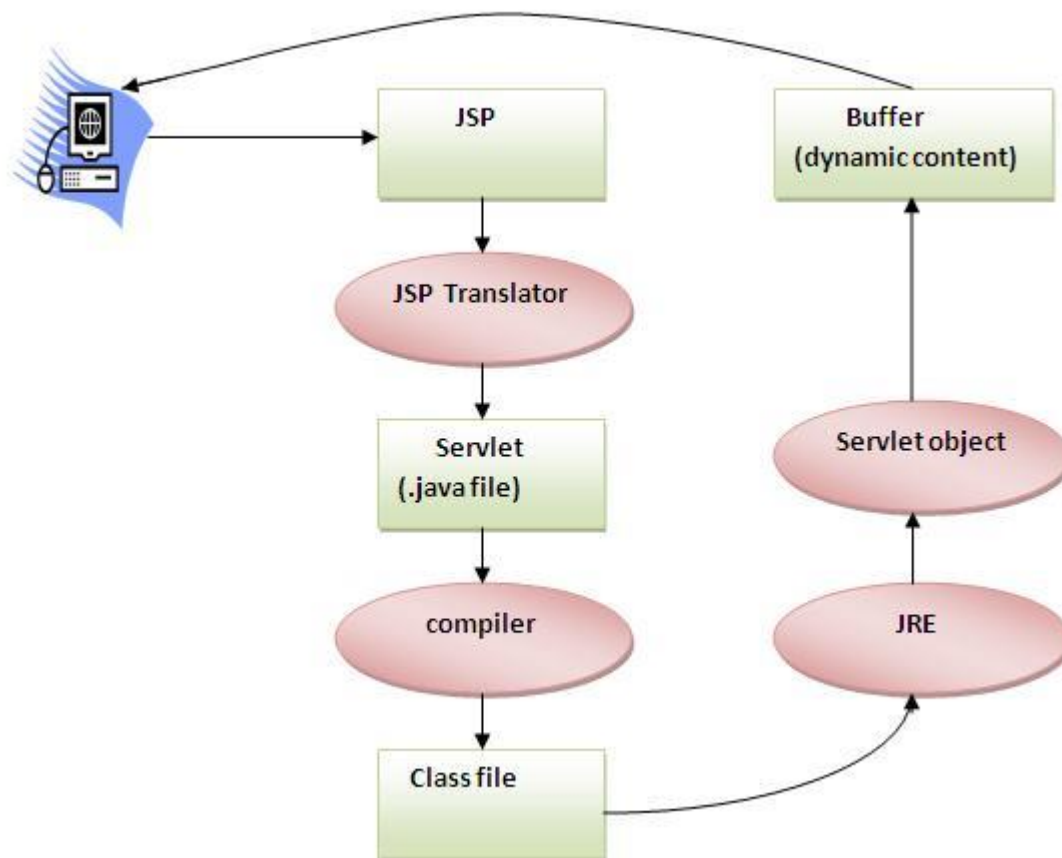 JSP
Buffer
(dynamic content)
JSP Translator
Servlet
(.java file)
Servlet object
compiler
JRE
Class file